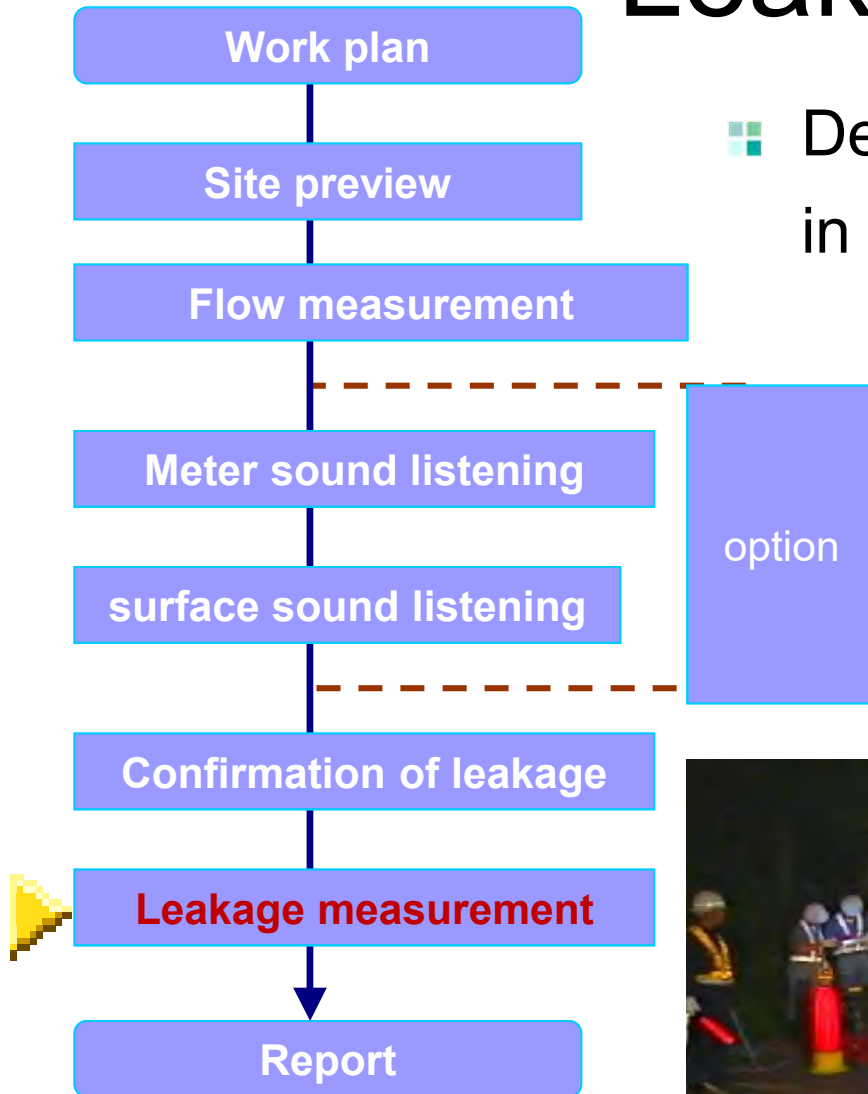 Work plan
Site preview
in
Flow measurement
Meter sound listening
option
surface sound listening
Confirmation of leakage
Leakage measurement
Report